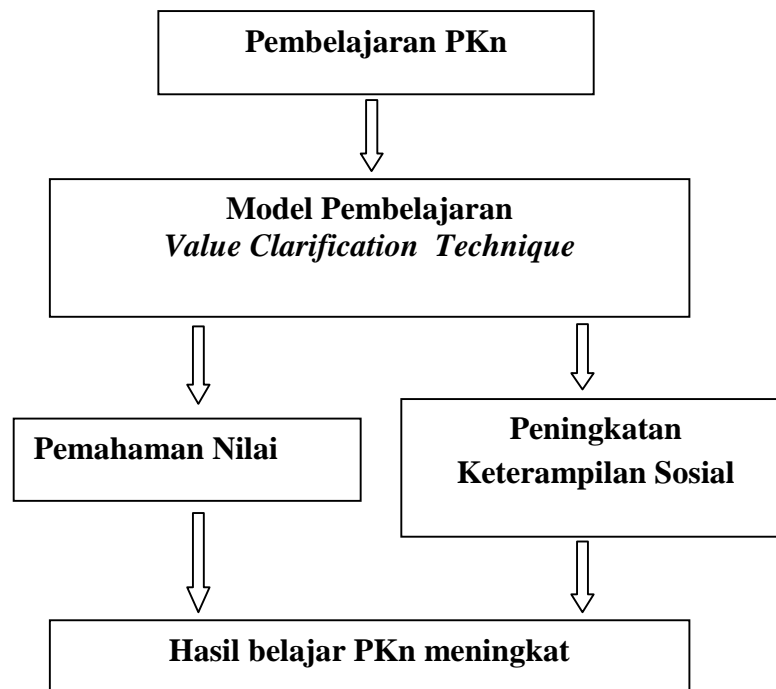 Pembelajaran PKn
Model Pembelajaran
Value Clarification Technique
Pemahaman Nilai
Peningkatan
Keterampilan Sosial
Hasil belajar PKn meningkat